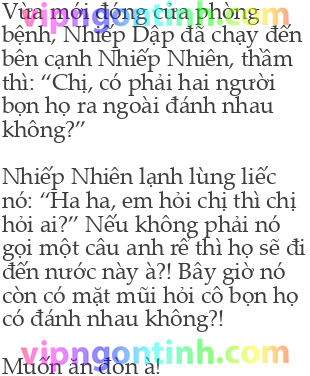 vipngontinh.com
Vừa mới đóng cửa phòng
bệnh, Nhiếp Dập đã chạy đến
bên cạnh Nhiếp Nhiên, thầm
thì: “Chị, có phải hai người
bọn họ ra ngoài đánh nhau
không?”
Nhiếp Nhiên lạnh lùng liếc
nó: “Ha ha, em hỏi chị thì chị
hỏi ai?” Nếu không phải nó
gọi một câu anh rể thì họ sẽ đi
đến nước này à?! Bây giờ nó
còn có mặt mũi hỏi cô bọn họ
có đánh nhau không?!
vipngontinh.com
Muốn ăn đòn à!